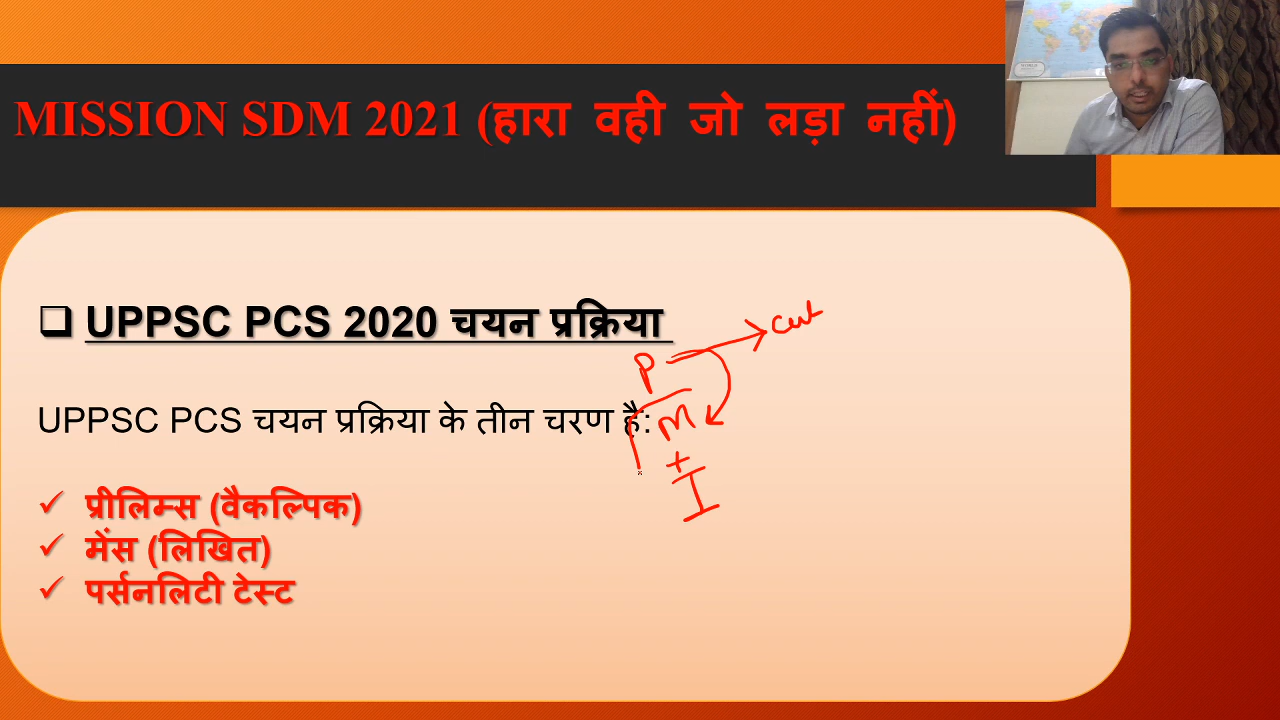 MISSION SDM 2021 (हारा वही जो लड़ा नहीं)
UPPSC PCS 2020 चयन प्रक्रिया
cut
P
UPPSC PCS चयन प्रक्रिया के तीन चरण है:
M
+
I
प्रीलिम्स (वैकल्पिक)
मेंस (लिखित)
पर्सनलिटी टेस्ट